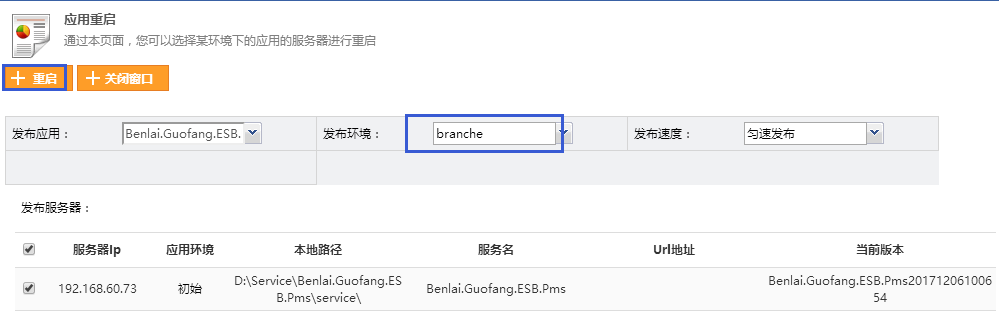 应用重启
通过本页面，您可以选择某环境下的应用的服务器进行重启
重启 关闭窗口
发布应用： Benlai.Guofang.ESB. 发布环境： branche 发布速度： 匀速发布
发布服务器：
服务器Ip 应用环境 本地路径 服务名 Url地址 当前版本
192.168.60.73 初始 D:\Service\Benlai.Guofang.ES Benlai.Guofang.ESB.Pms Benlai.Guofang.ESB.Pms201712061006
B.Pms\service\ 54